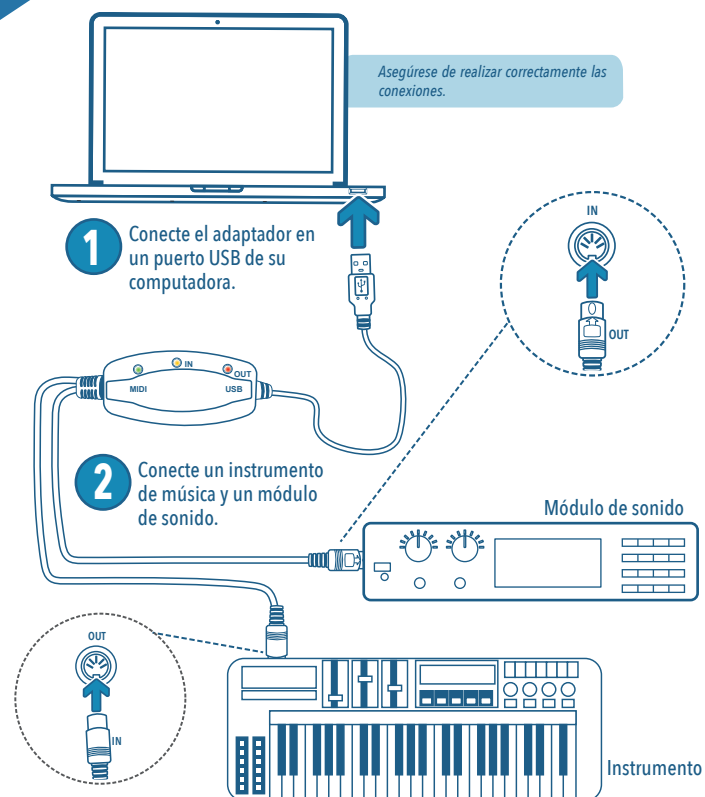 Asegúrese de realizar correctamente las
conexiones.
1
Conecte el adaptador en
un puerto USB de su
computadora.
IN
OUT
IN
OUT
MIDI
USB
2
Conecte un instrumento
de música y un módulo
de sonido.
Módulo de sonido
OUT
IN
Instrumento